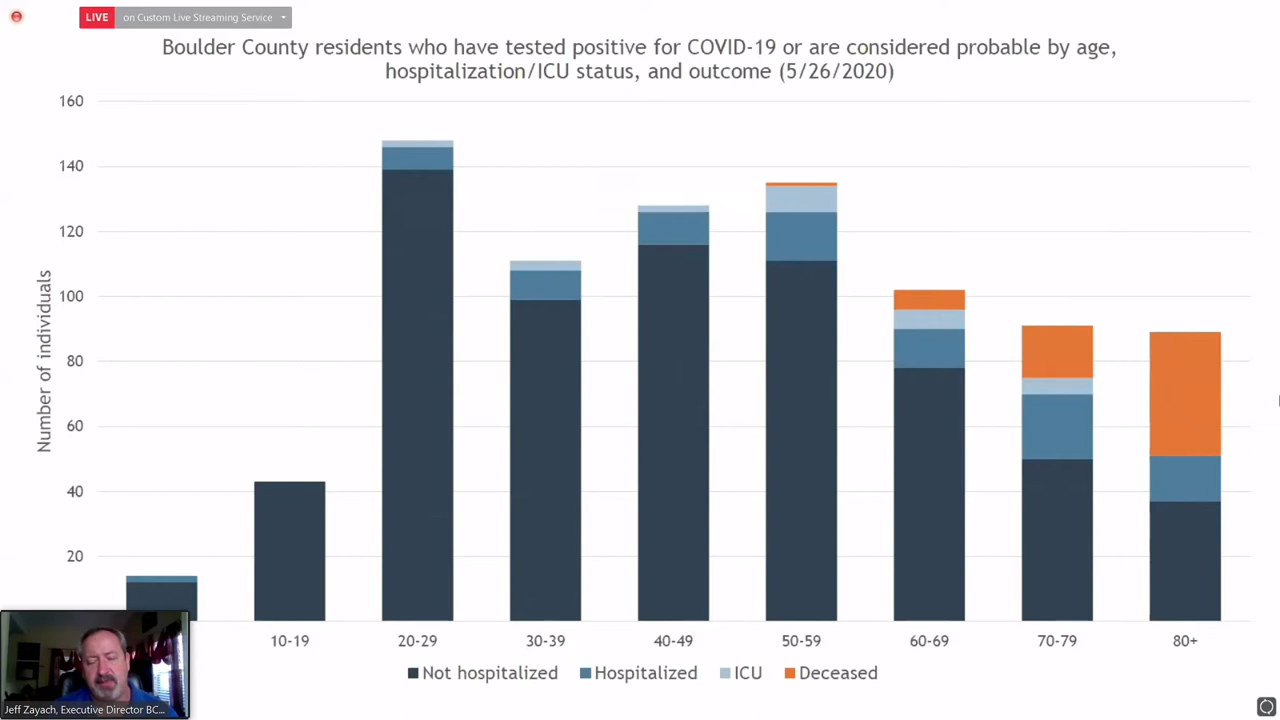 LIVE on Custom Live Streaming Service
Boulder County residents who have tested positive for COVID-19 or are considered probable by age,
hospitalization/ICU status, and outcome (5/26/2020)
160
140
120
100
80
60
40
20
Number of individuals
10-19 20-29 30-39 40-49 50-59 60-69 70-79 80+
Not hospitalized Hospitalized ICU Deceased
Jeff Zayach, Executive Director BC...